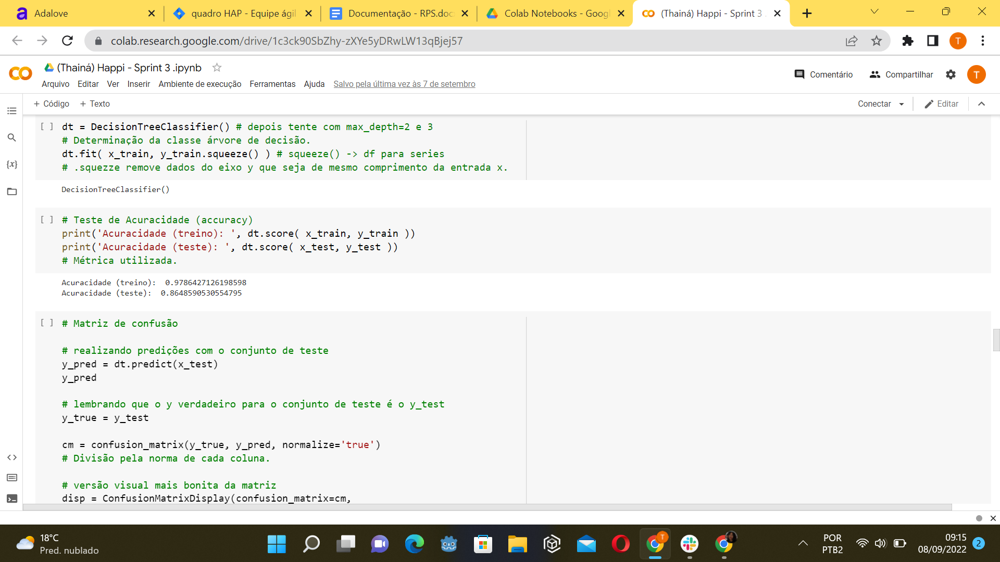 Adalove
quadro HAP - Equipe ágil
Documentação - RPS.doc
Colab Notebooks - Googl
(Thainá) Happi - Sprint 3 .
colab.research.google.com/drive/1c3ck90SbZhy-zXYe5yDRwLW13qBjej57
T
(Thainá) Happi - Sprint 3 .ipynb
Arquivo Editar Ver Inserir Ambiente de execução Ferramentas Ajuda Salvo pela última vez às 7 de setembro
Comentário Compartilhar T
+ Código + Texto
Conectar Editar
[ ] dt = DecisionTreeClassifier() # depois tente com max_depth=2 e 3
# Determinação da classe árvore de decisão.
dt.fit( x_train, y_train.squeeze() ) # squeeze() -> df para series
# .squezze remove dados do eixo y que seja de mesmo comprimento da entrada x.
DecisionTreeClassifier()
[ ] # Teste de Acuracidade (accuracy)
print('Acuracidade (treino): ', dt.score( x_train, y_train ))
print('Acuracidade (teste): ', dt.score( x_test, y_test ))
# Métrica utilizada.
Acuracidade (treino):  0.9786427126198598
Acuracidade (teste):  0.8648590530554795
[ ] # Matriz de confusão
# realizando predições com o conjunto de teste
y_pred = dt.predict(x_test)
y_pred
# lembrando que o y verdadeiro para o conjunto de teste é o y_test
y_true = y_test
cm = confusion_matrix(y_true, y_pred, normalize='true')
# Divisão pela norma de cada coluna.
# versão visual mais bonita da matriz
disp = ConfusionMatrixDisplay(confusion_matrix=cm,
{x}
18°C
Pred. nublado
T
POR
PTB2
09:15
08/09/2022
2